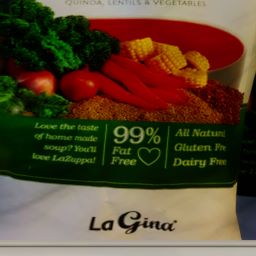 QUINOA, LENTILS & VEGETABLES
Love the taste
of home made
soup? You'll
love LaZuppa!
99%
Fat
Free
All Natural
Gluten Fre
Dairy Free
La Gina